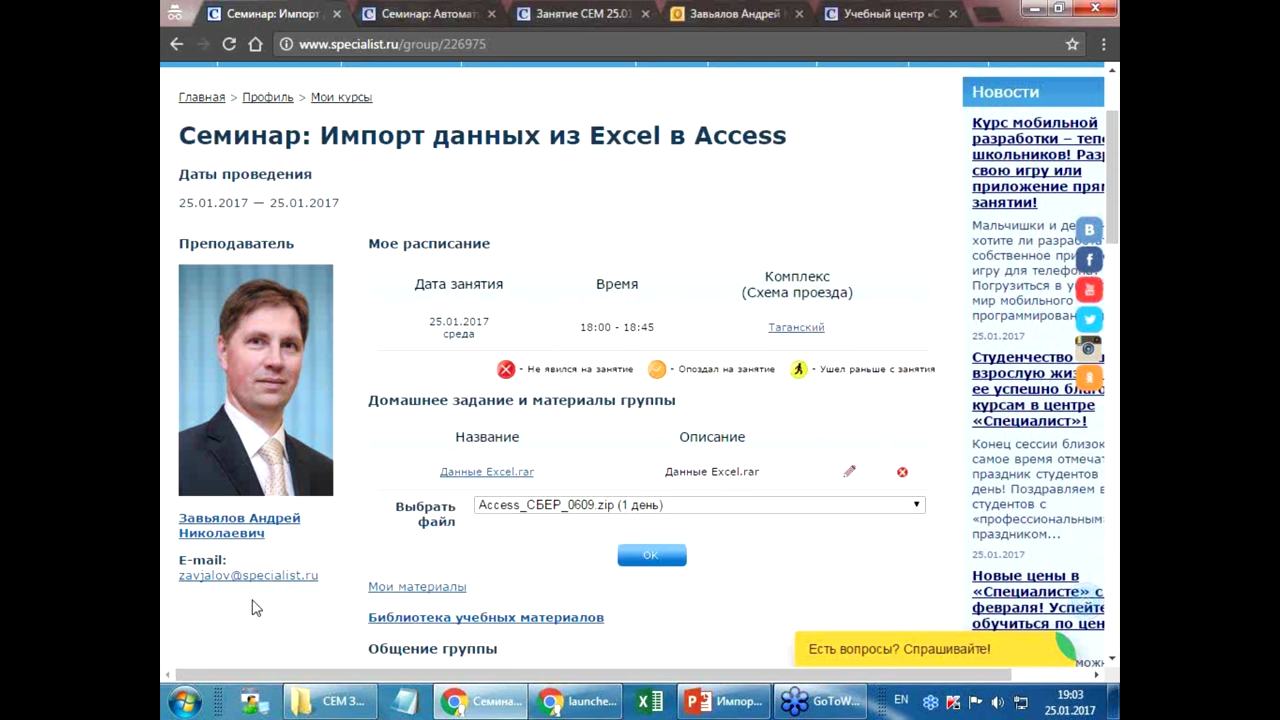 Семинар: Импорт
Семинар: Автома
Занятие СЕМ 25.0
Завьялов Андрей
Учебный центр «С
www.specialist.ru/group/226975
Главная > Профиль > Мои курсы
Семинар: Импорт данных из Excel в Access
Даты проведения
25.01.2017 — 25.01.2017
Преподаватель
Завьялов Андрей
Николаевич
E-mail:
zavjalov@specialist.ru
Мое расписание
Дата занятия
Время
Комплекс
(Схема проезда)
25.01.2017
среда
18:00 - 18:45
Таганский
- Не явился на занятие
- Опоздал на занятие
- Ушел раньше с занятия
Домашнее задание и материалы группы
Название
Описание
Данные Excel.rar
Данные Excel.rar
Выбрать
файл
Access_СБЕР_0609.zip (1 день)
OK
Мои материалы
Библиотека учебных материалов
Общение группы
Новости
Курс мобильной
разработки – теп
школьников! Раз
свою игру или
приложение пря
занятии!
Мальчишки и де
хотите ли разра
собственное пр
игру для телефо
Погрузиться в у
мир мобильного
программирован
25.01.2017
Студенчество
взрослую жи
ее успешно бла
курсам в центре
«Специалист»!
Конец сессии близок
самое время отмеча
праздник студентов
день! Поздравляем в
студентов с
«профессиональным»
праздником...
25.01.2017
Новые цены в
«Специалисте» с
февраля! Успейте
обучиться по цен
мож
Есть вопросы? Спрашивайте!
СЕМ З...
Семина...
launche...
Импор...
GoToW...
EN
19:03
25.01.2017